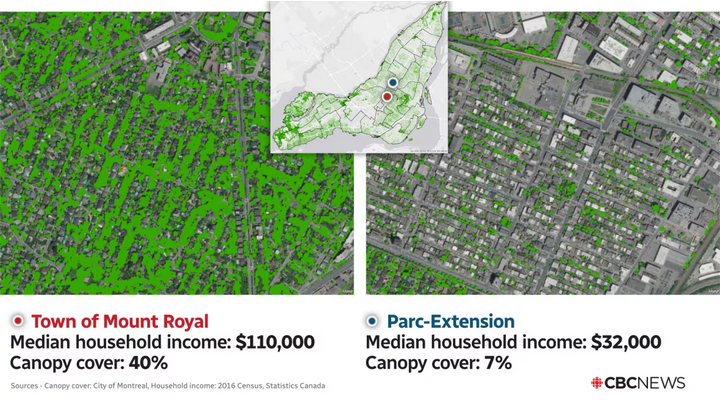 Town of Mount Royal
Median household income: $110,000
Canopy cover: 40%
Parc-Extension
Median household income: $32,000
Canopy cover: 7%
Sources - Canopy cover: City of Montreal, Household income: 2016 Census, Statistics Canada
CBCNEWS